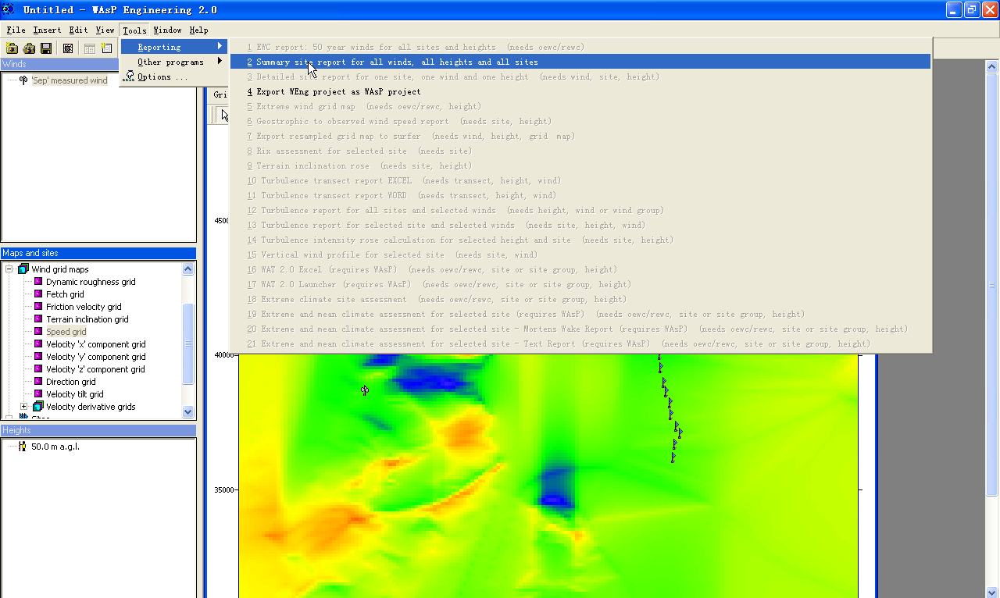 Untitled - WAsP Engineering 2.0
File Insert Edit View Tools Window Help
Winds
'Sep' measured wind
Reporting
Other programs
Options ...
1 EWC report: 50 year winds for all sites and heights (needs oewc/rewc)
2 Summary site report for all winds, all heights and all sites
3 Detailed site report for one site, one wind and one height (needs wind, site, height)
4 Export WEng project as WAsP project
5 Extreme wind grid map (needs oewc/rewc, height)
6 Geostrophic to observed wind speed report (needs site, height)
7 Export resampled grid map to surfer (needs wind, height, grid map)
8 Rix assessment for selected site (needs site)
9 Terrain inclination rose (needs site, height)
10 Turbulence transect report EXCEL (needs transect, height, wind)
11 Turbulence transect report WORD (needs transect, height, wind)
12 Turbulence report for all sites and selected winds (needs height, wind or wind group)
13 Turbulence report for selected site and selected winds (needs site, height, wind)
14 Turbulence intensity rose calculation for selected height and site (needs site, height)
15 Vertical wind profile for selected site (needs site, wind)
16 WAT 2.0 Excel (requires WAsP) (needs oewc/rewc, site or site group, height)
17 WAT 2.0 Launcher (requires WAsP) (needs oewc/rewc, site or site group, height)
18 Extreme climate site assessment (needs oewc/rewc, site or site group, height)
19 Extreme and mean climate assessment for selected site (requires WAsP) (needs oewc/rewc, site or site group, height)
20 Extreme and mean climate assessment for selected site - Mortens Wake Report (requires WAsP) (needs oewc/rewc, site or site group, height)
21 Extreme and mean climate assessment for selected site - Text Report (requires WAsP) (needs oewc/rewc, site or site group, height)
Gri
4500
40000
35000
Maps and sites
Wind grid maps
Dynamic roughness grid
Fetch grid
Friction velocity grid
Terrain inclination grid
Speed grid
Velocity 'x' component grid
Velocity 'y' component grid
Velocity 'z' component grid
Direction grid
Velocity tilt grid
Velocity derivative grids
Heights
50.0 m a.g.l.